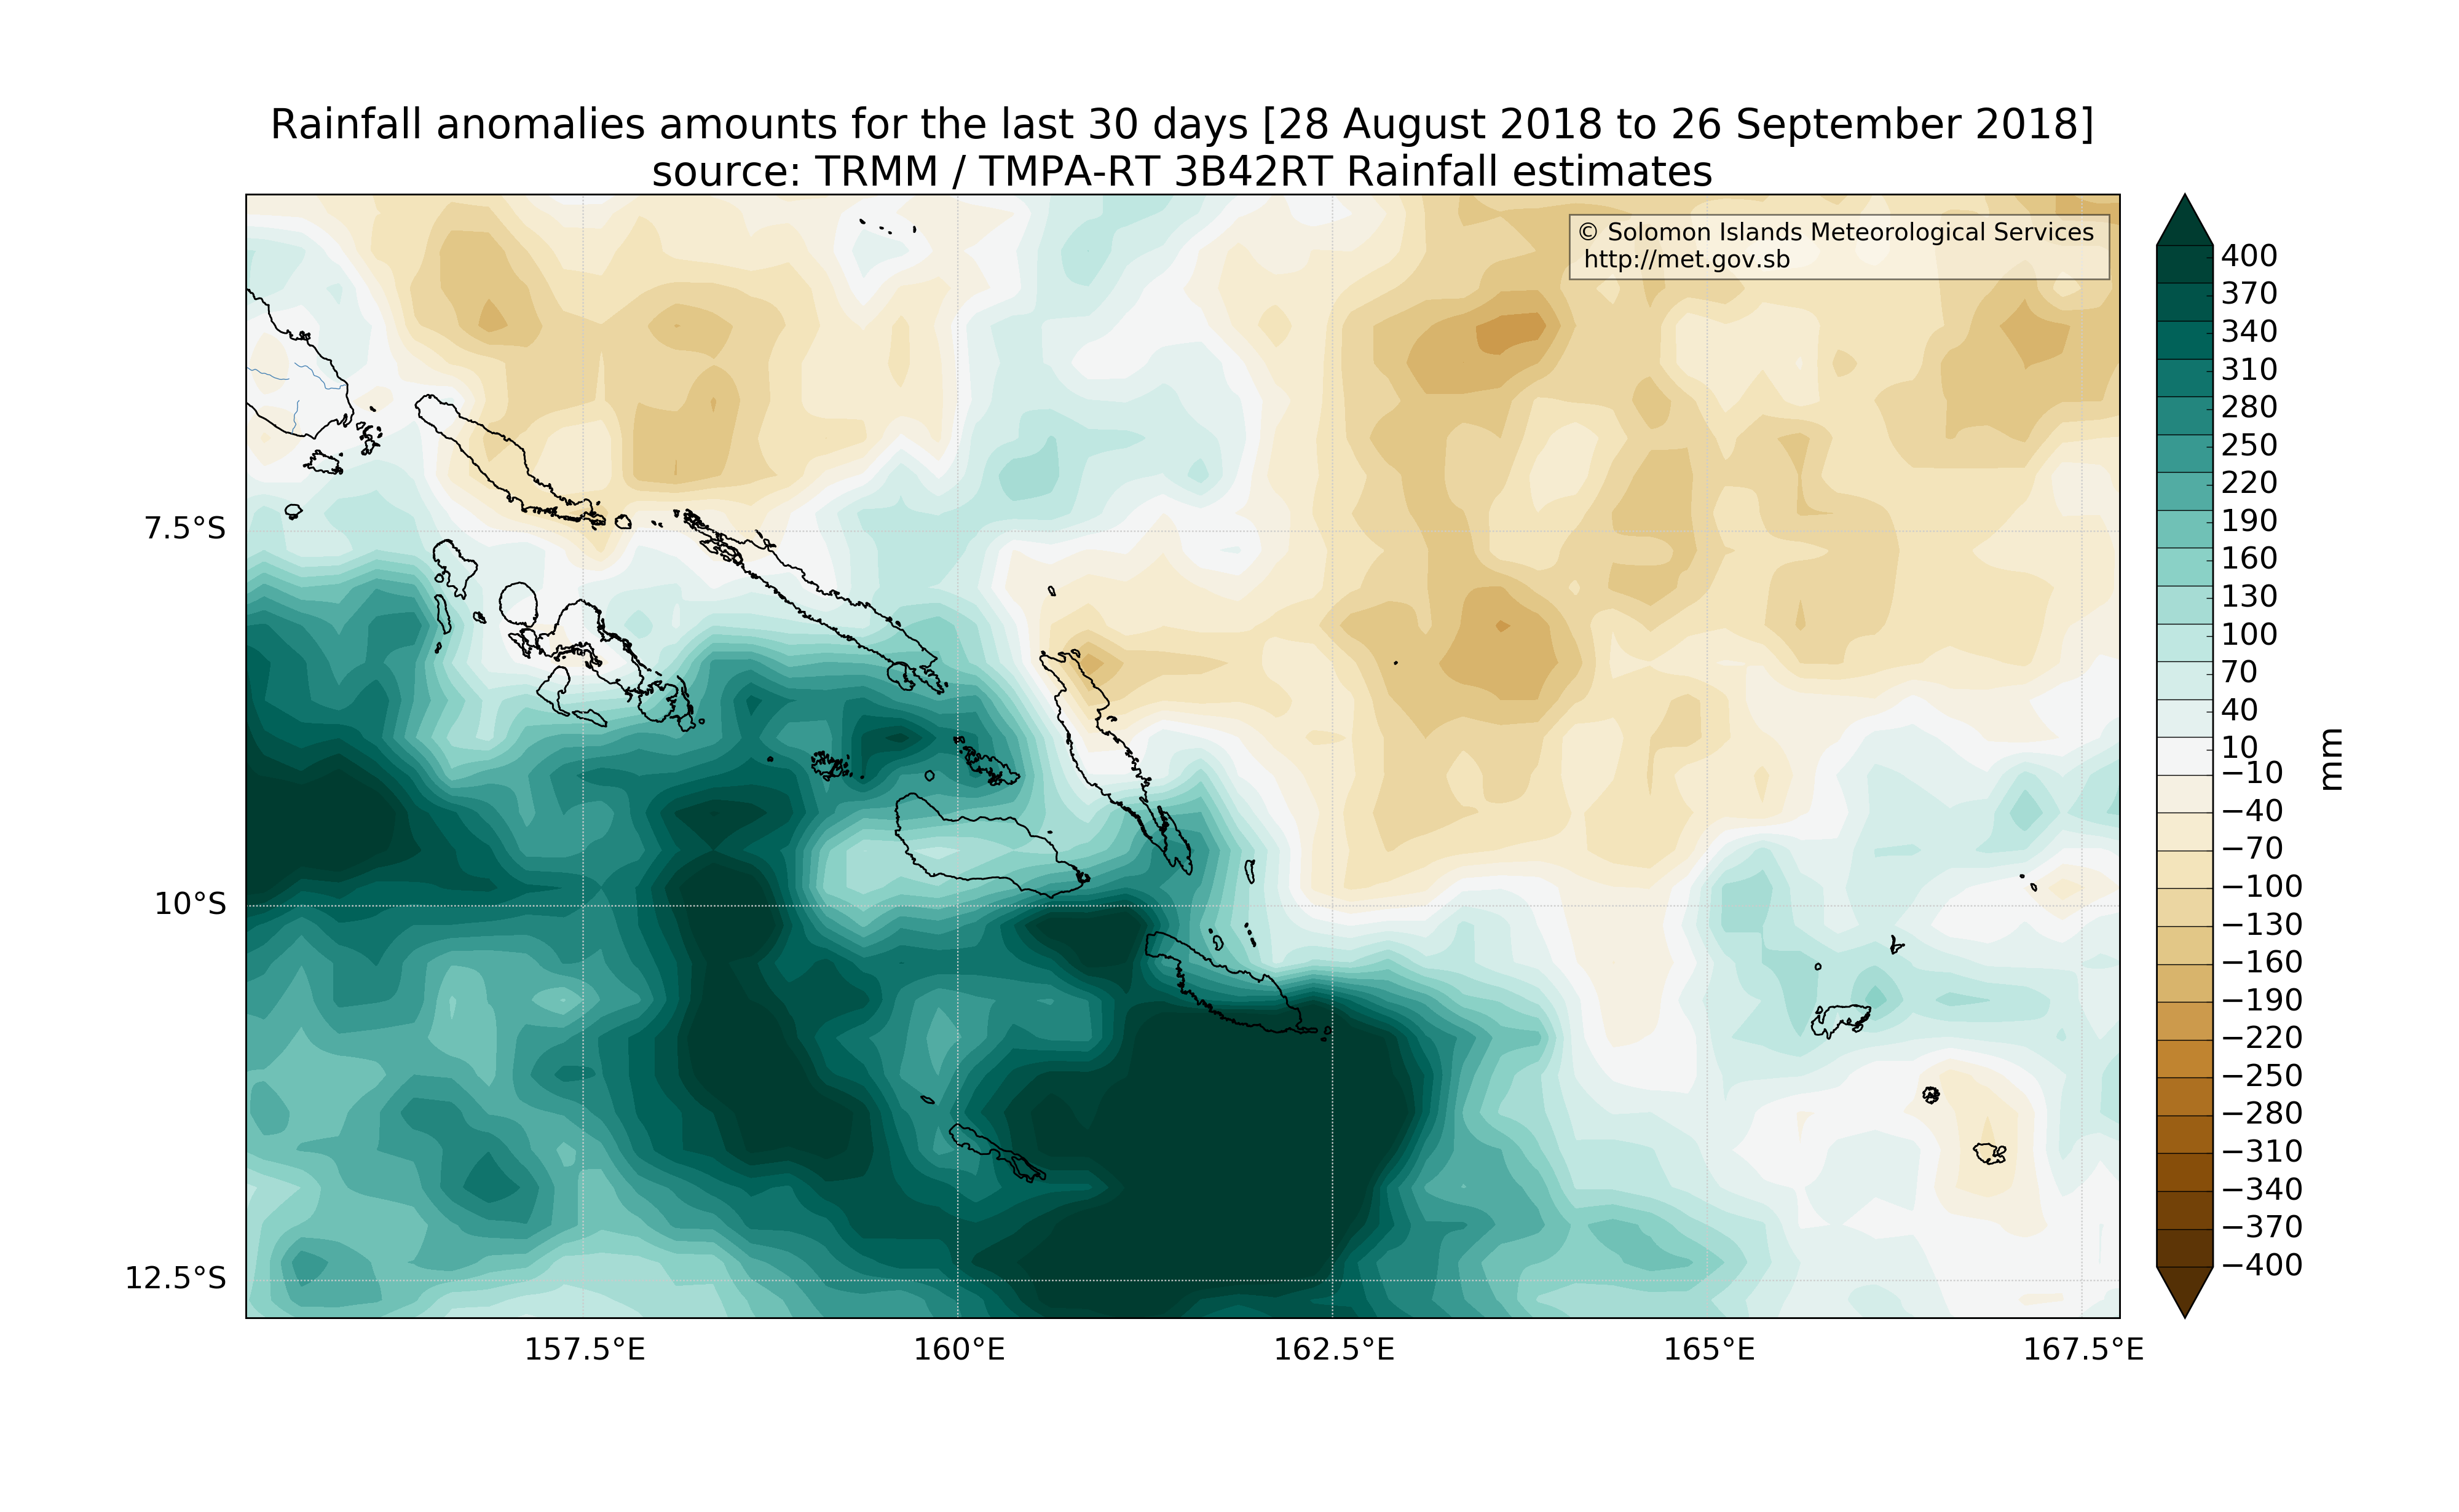 Rainfall anomalies amounts for the last 30 days [28 August 2018 to 26 September 2018]
source: TRMM / TMPA-RT 3B42RT Rainfall estimates
© Solomon Islands Meteorological Services
http://met.gov.sb
7.5°S
10°S
12.5°S
157.5°E
160°E
162.5°E
165°E
167.5°E
400
370
340
310
280
250
220
190
160
130
100
70
40
10
−10
−40
−70
−100
−130
−160
−190
−220
−250
−280
−310
−340
−370
−400
mm